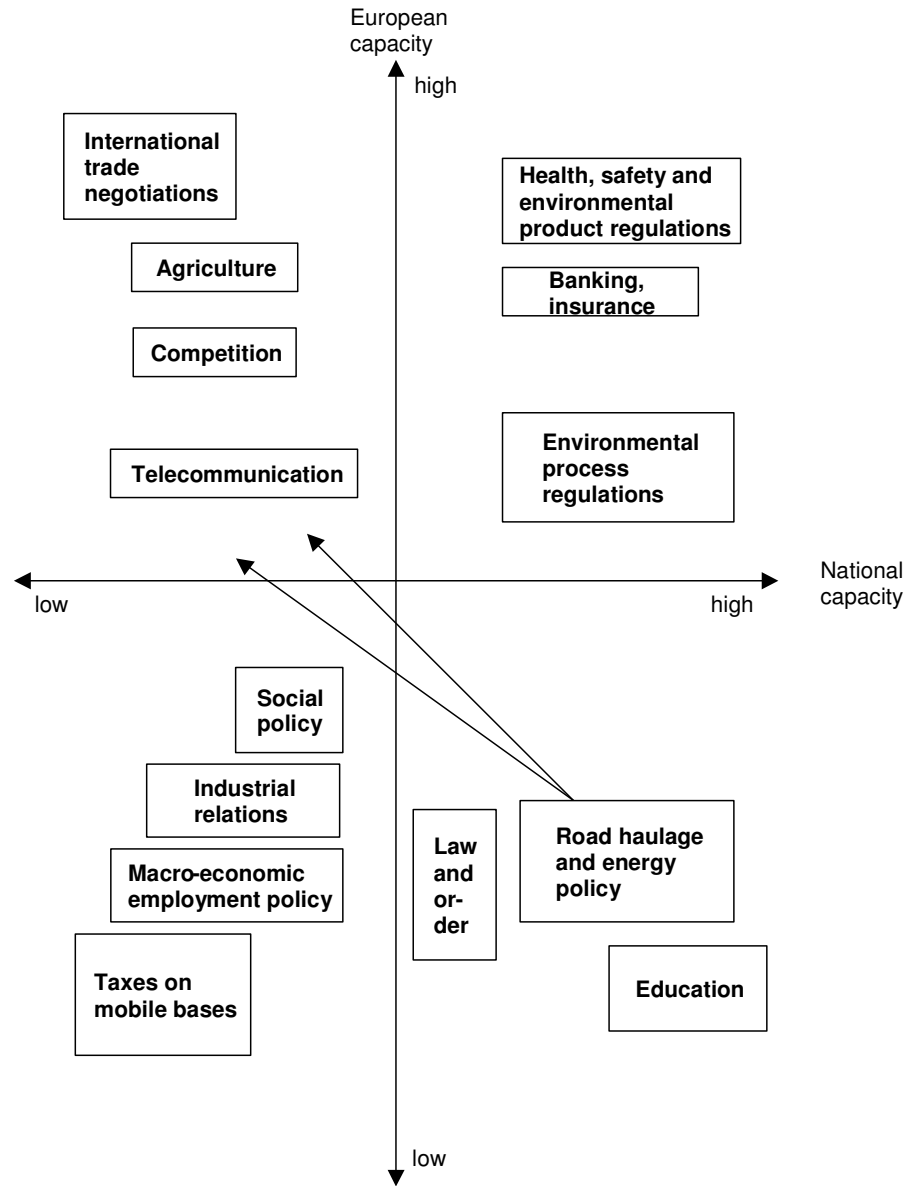 European
capacity
high
International
trade
negotiations
Health, safety and
environmental
product regulations
Agriculture
Banking,
insurance
Competition
Environmental
process
regulations
Telecommunication
low
high
National
capacity
Social
policy
Industrial
relations
Law
and
or-
der
Road haulage
and energy
policy
Macro-economic
employment policy
Taxes on
mobile bases
Education
low